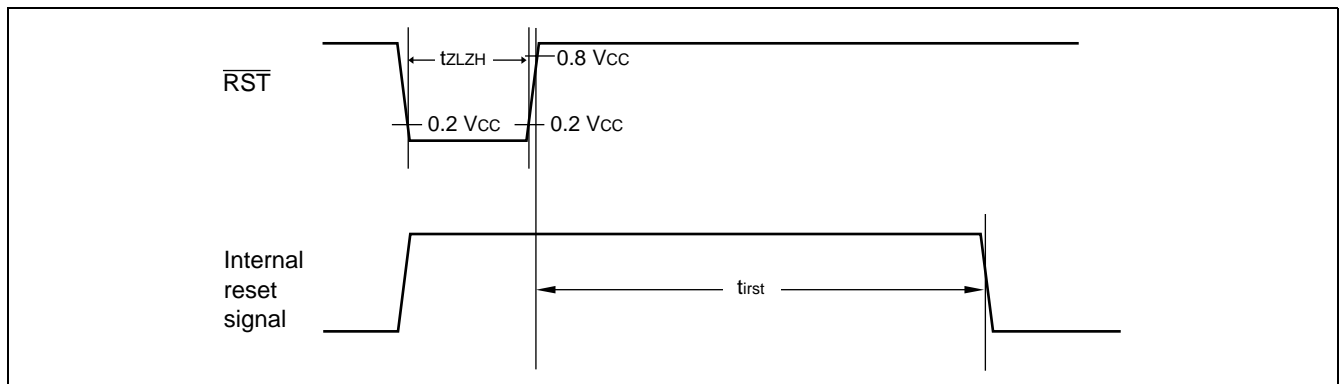 tZLZH
0.8 VCC
RST
0.2 VCC
0.2 VCC
Internal
reset
signal
tirst